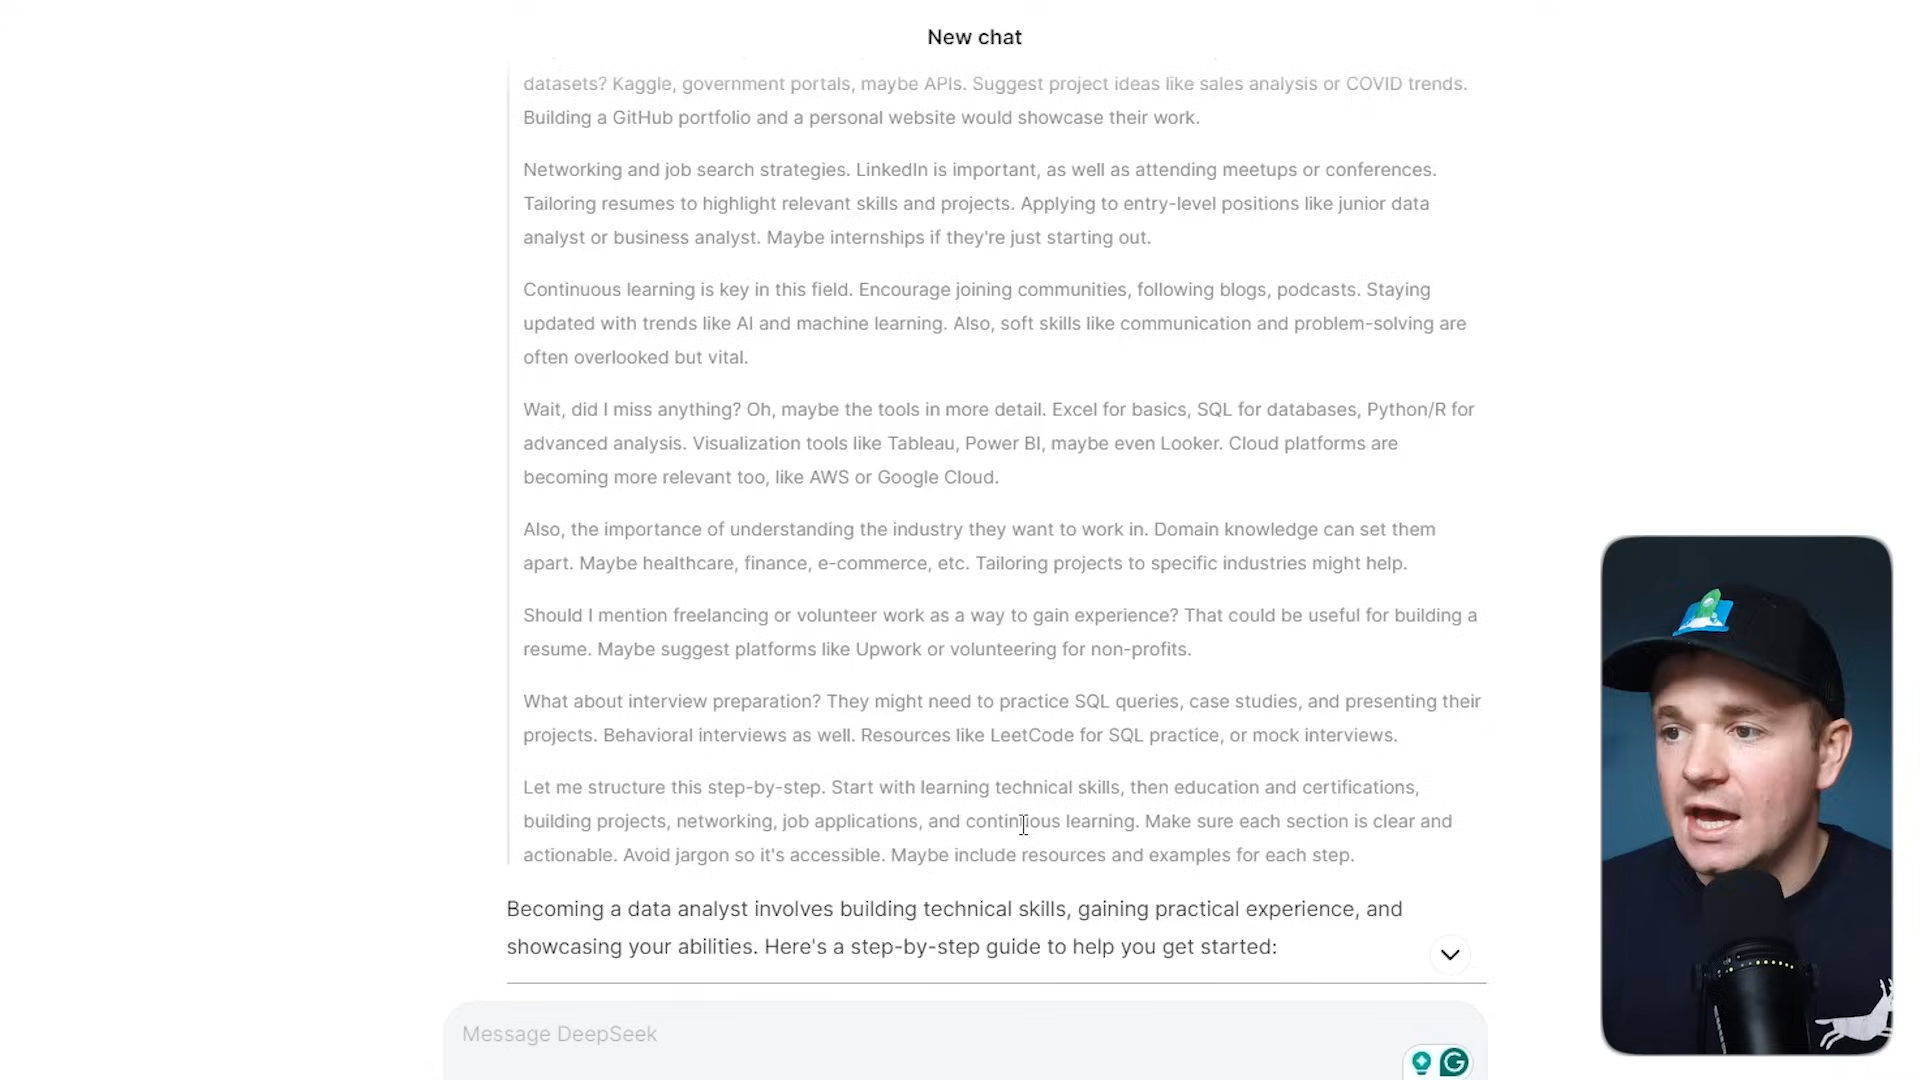 New chat
datasets? Kaggle, government portals, maybe APIs. Suggest project ideas like sales analysis or COVID trends.
Building a GitHub portfolio and a personal website would showcase their work.
Networking and job search strategies. LinkedIn is important, as well as attending meetups or conferences.
Tailoring resumes to highlight relevant skills and projects. Applying to entry-level positions like junior data
analyst or business analyst. Maybe internships if they're just starting out.
Continuous learning is key in this field. Encourage joining communities, following blogs, podcasts. Staying
updated with trends like AI and machine learning. Also, soft skills like communication and problem-solving are
often overlooked but vital.
Wait, did I miss anything? Oh, maybe the tools in more detail. Excel for basics, SQL for databases, Python/R for
advanced analysis. Visualization tools like Tableau, Power BI, maybe even Looker. Cloud platforms are
becoming more relevant too, like AWS or Google Cloud.
Also, the importance of understanding the industry they want to work in. Domain knowledge can set them
apart. Maybe healthcare, finance, e-commerce, etc. Tailoring projects to specific industries might help.
Should I mention freelancing or volunteer work as a way to gain experience? That could be useful for building a
resume. Maybe suggest platforms like Upwork or volunteering for non-profits.
What about interview preparation? They might need to practice SQL queries, case studies, and presenting their
projects. Behavioral interviews as well. Resources like LeetCode for SQL practice, or mock interviews.
Let me structure this step-by-step. Start with learning technical skills, then education and certifications,
building projects, networking, job applications, and continuous learning. Make sure each section is clear and
actionable. Avoid jargon so it's accessible. Maybe include resources and examples for each step.
Becoming a data analyst involves building technical skills, gaining practical experience, and
showcasing your abilities. Here's a step-by-step guide to help you get started:
Message DeepSeek